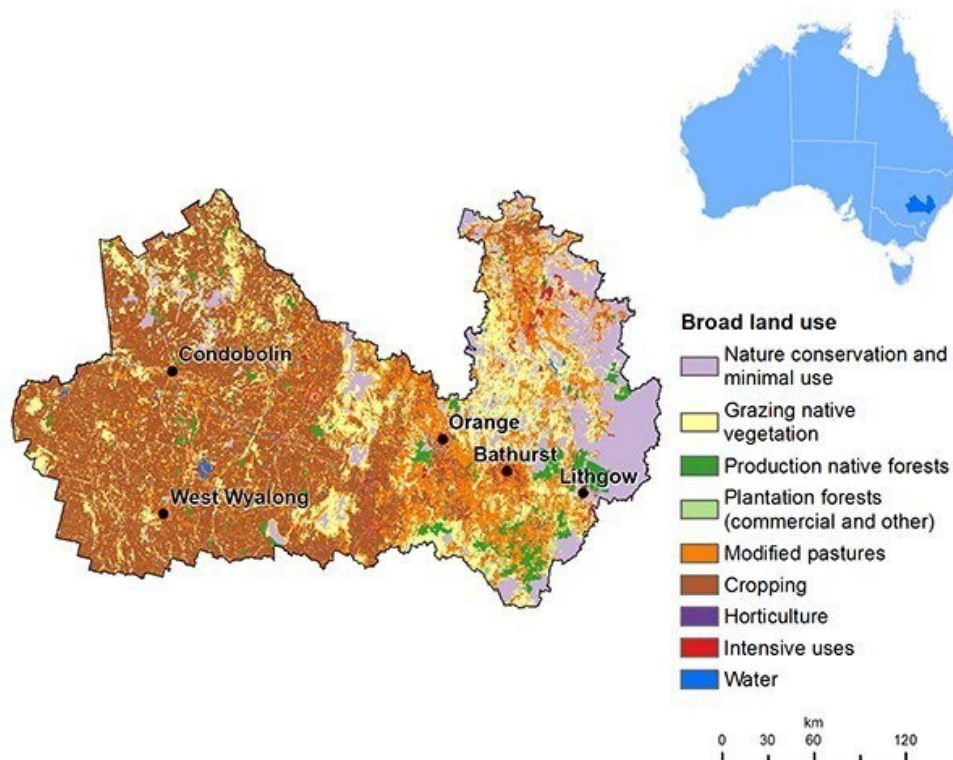 Condobolin
Orange
Bathurst
Lithgow
West Wyalong
Broad land use
Nature conservation and
minimal use
Grazing native
vegetation
Production native forests
Plantation forests
(commercial and other)
Modified pastures
Cropping
Horticulture
Intensive uses
Water
km
0 30 60 120